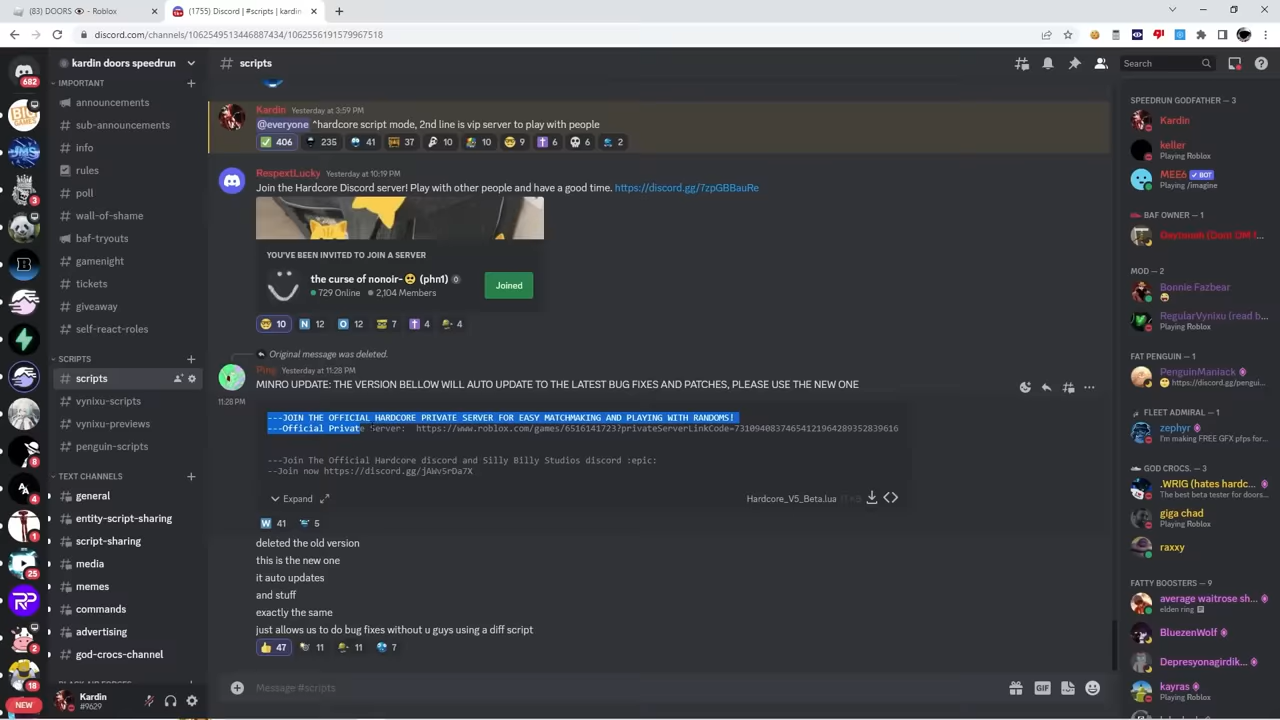 (83) DOORS 👁 - Roblox
(1755) Discord | #scripts | kardin
discord.com/channels/1062549513446887434/1062556191579967518
682
3
8
4
1
25
2
18
NEW
kardin doors speedrun
IMPORTANT
announcements
sub-announcements
info
rules
poll
wall-of-shame
baf-tryouts
gamenight
tickets
giveaway
self-react-roles
SCRIPTS
scripts
vynixu-scripts
vynixu-previews
penguin-scripts
TEXT CHANNELS
general
entity-script-sharing
script-sharing
media
memes
commands
advertising
god-crocs-channel
Kardin
#9629
# scripts
Search
Kardin Yesterday at 3:59 PM
@everyone ^hardcore script mode, 2nd line is vip server to play with people
406 235 41 37 10 10 9 6 6 2
RespextLucky Yesterday at 10:19 PM
Join the Hardcore Discord server! Play with other people and have a good time. https://discord.gg/7zpGBBauRe
YOU'VE BEEN INVITED TO JOIN A SERVER
the curse of nonoir- (phn1)
729 Online 2,104 Members
Joined
10 N 12 O 12 7 4 4
Original message was deleted.
Ping Yesterday at 11:28 PM
MINRO UPDATE: THE VERSION BELLOW WILL AUTO UPDATE TO THE LATEST BUG FIXES AND PATCHES, PLEASE USE THE NEW ONE
11:28 PM
---JOIN THE OFFICIAL HARDCORE PRIVATE SERVER FOR EASY MATCHMAKING AND PLAYING WITH RANDOMS!
---Official Private Server: https://www.roblox.com/games/6516141723?privateServerLinkCode=73109408374654121964289352839616
---Join The Official Hardcore discord and Silly Billy Studios discord :epic:
--Join now https://discord.gg/jAWv5rDa7X
Expand
Hardcore_V5_Beta.lua
W 41 5
deleted the old version
this is the new one
it auto updates
and stuff
exactly the same
just allows us to do bug fixes without u guys using a diff script
47 11 11 7
Message #scripts
GIF
SPEEDRUN GODFATHER — 3
Kardin
keller
Playing Roblox
MEE6 BOT
Playing /imagine
BAF OWNER — 1
MOD — 2
Bonnie Fazbear
RegularVynixu (read b...
Playing Roblox
FAT PENGUIN — 1
PenguinManiack
https://discord.gg/pengui...
FLEET ADMIRAL — 1
zephyr
I'm making FREE GFX pfps for...
GOD CROCS. — 3
.WRIG (hates hardc...
The best beta tester for doors...
giga chad
Playing Roblox
raxxy
FATTY BOOSTERS — 9
average waitrose sh...
elden ring
BluezenWolf
Depresyonagirdik...
kayras
Playing Roblox